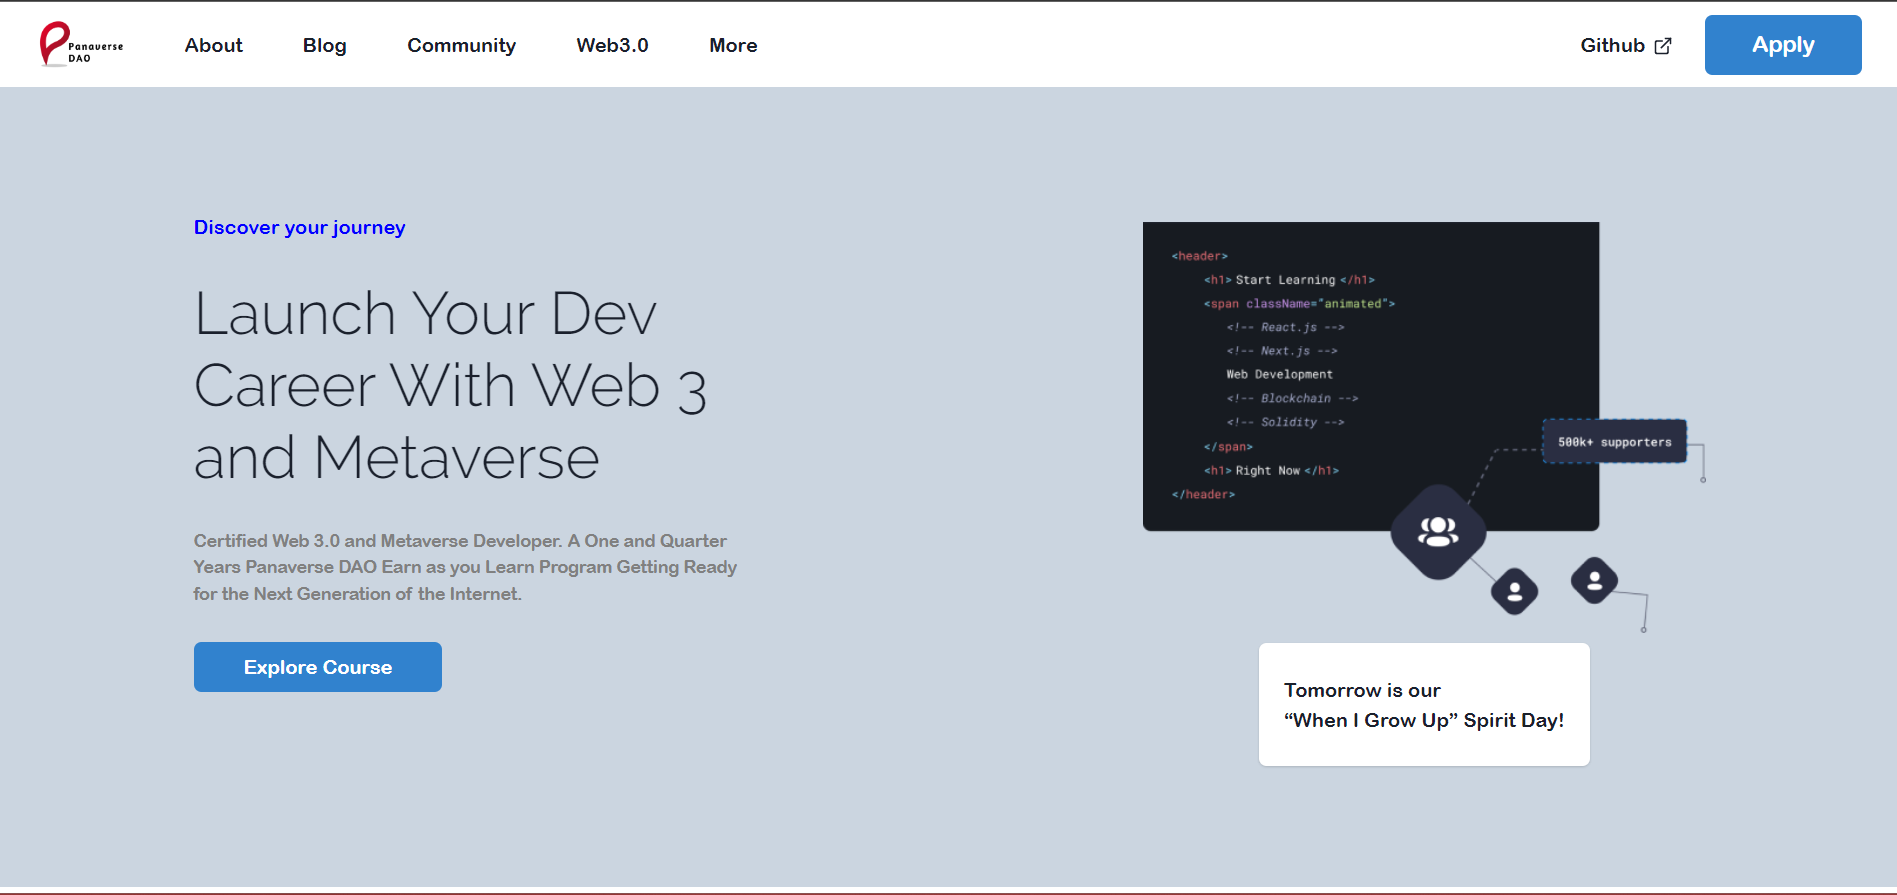 Panaverse
DAO
About
Blog
Community
Web3.0
More
Github
Apply
Discover your journey
Launch Your Dev
Career With Web 3
and Metaverse
Certified Web 3.0 and Metaverse Developer. A One and Quarter
Years Panaverse DAO Earn as you Learn Program Getting Ready
for the Next Generation of the Internet.
Explore Course
<header>
<h1> Start Learning </h1>
<span className="animated">
<!-- React.js -->
<!-- Next.js -->
Web Development
<!-- Blockchain -->
<!-- Solidity -->
</span>
<h1> Right Now </h1>
</header>
500k+ supporters
Tomorrow is our
“When I Grow Up” Spirit Day!